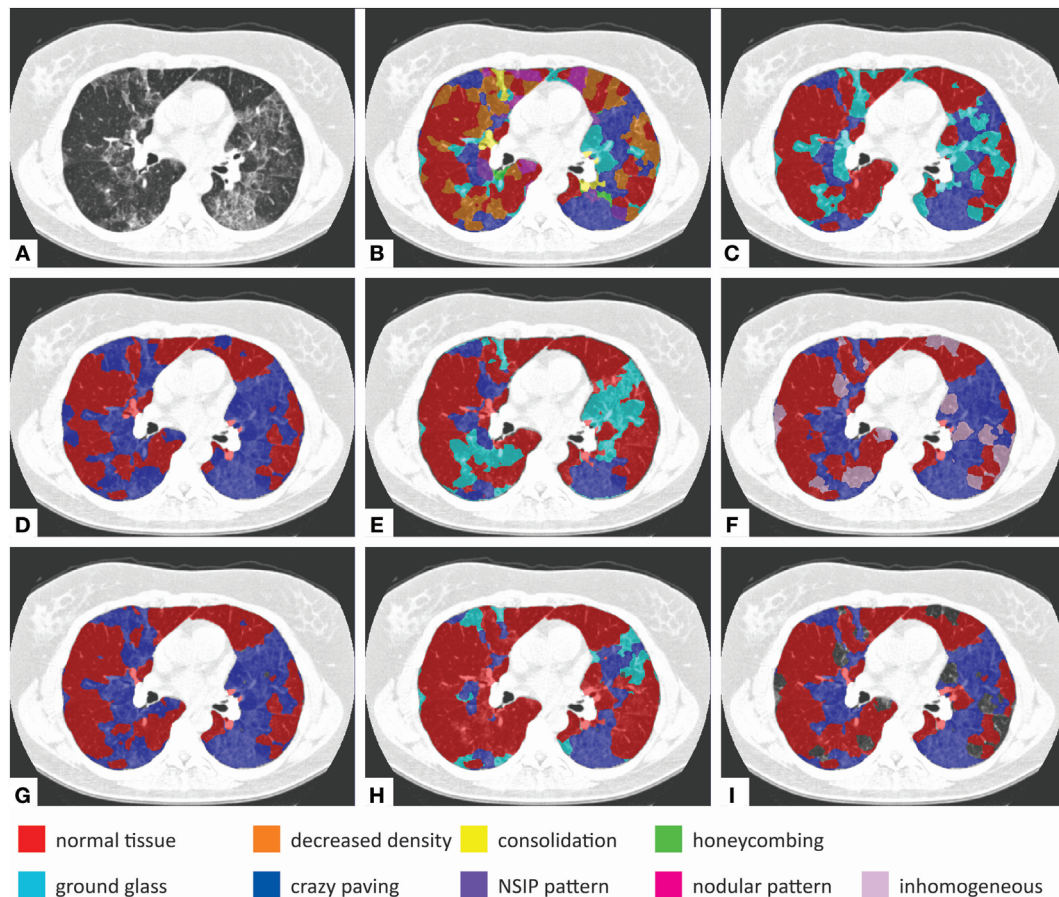 A
B
C
D
E
F
G
H
I
normal tissue
decreased density
consolidation
honeycombing
ground glass
crazy paving
NSIP pattern
nodular pattern
inhomogeneous